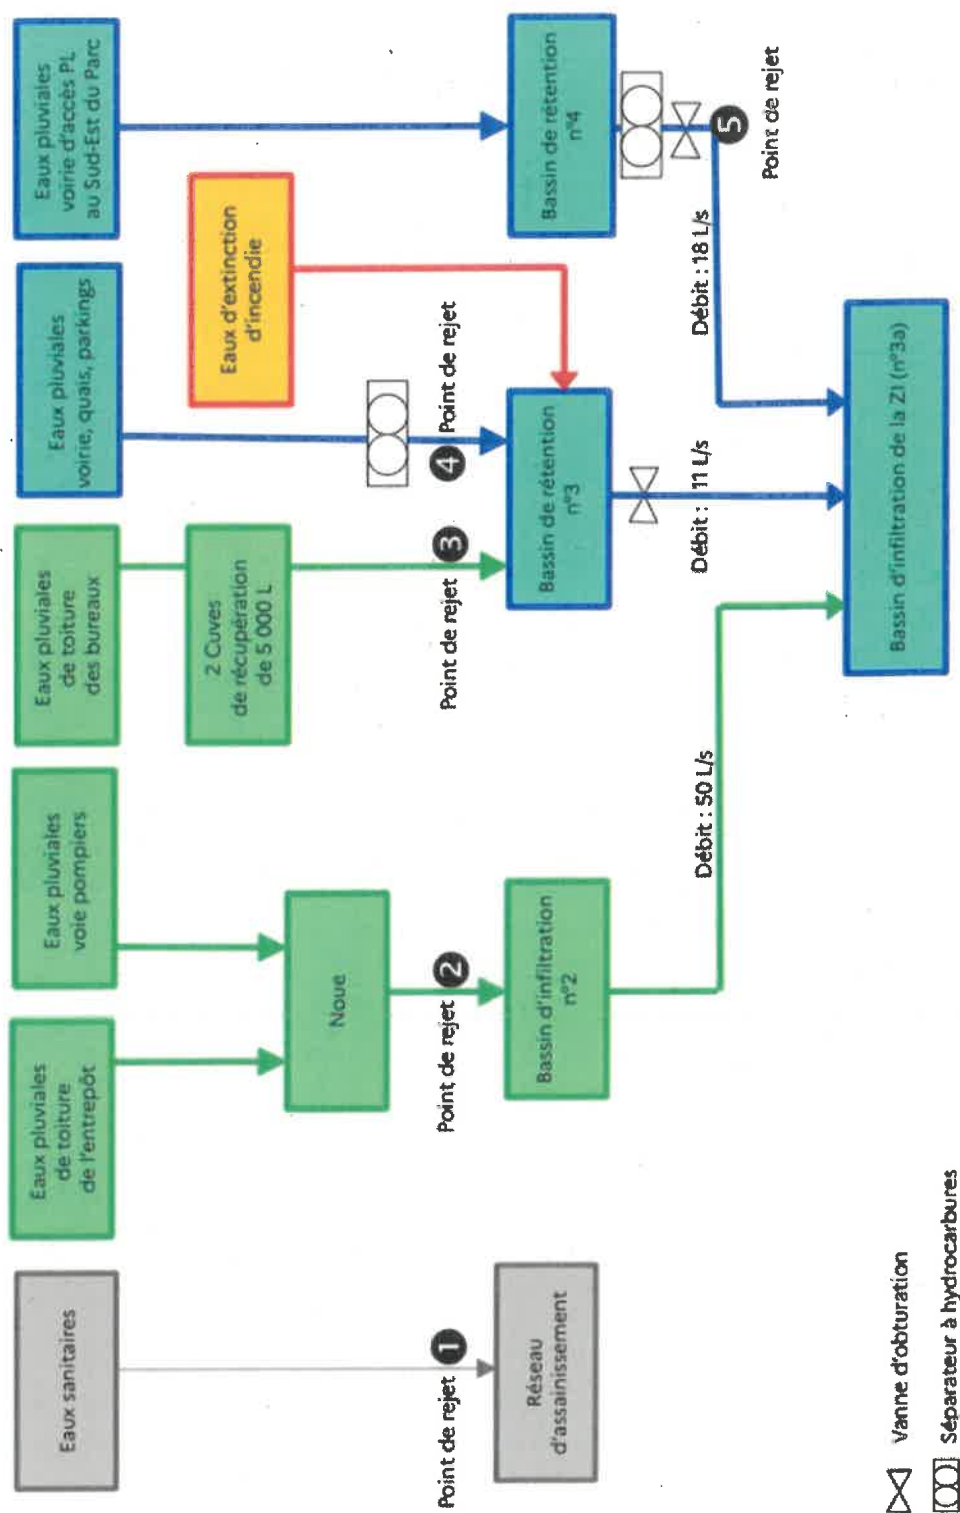 Eaux sanitaires
Eaux pluviales
de toiture
de l'entrepôt
Eaux pluviales
voie pompiers
Eaux pluviales
de toiture
des bureaux
Eaux pluviales
voirie, quais, parkings
Eaux pluviales
voirie d'accès PL
au Sud-Est du Parc
2 Cuves
de récupération
de 5 000 L
Eaux d'extinction
d'incendie
Noue
Point de rejet 1
Point de rejet 2
Point de rejet 3
4 Point de rejet
Réseau
d'assainissement
Bassin d'infiltration
n°2
Bassin de rétention
n°3
Bassin de rétention
n°4
5
Point de rejet
Débit : 50 L/s
Débit : 11 L/s
Débit : 18 L/s
Bassin d'infiltration de la ZI (n°3a)
Vanne d'obturation
Séparateur à hydrocarbures